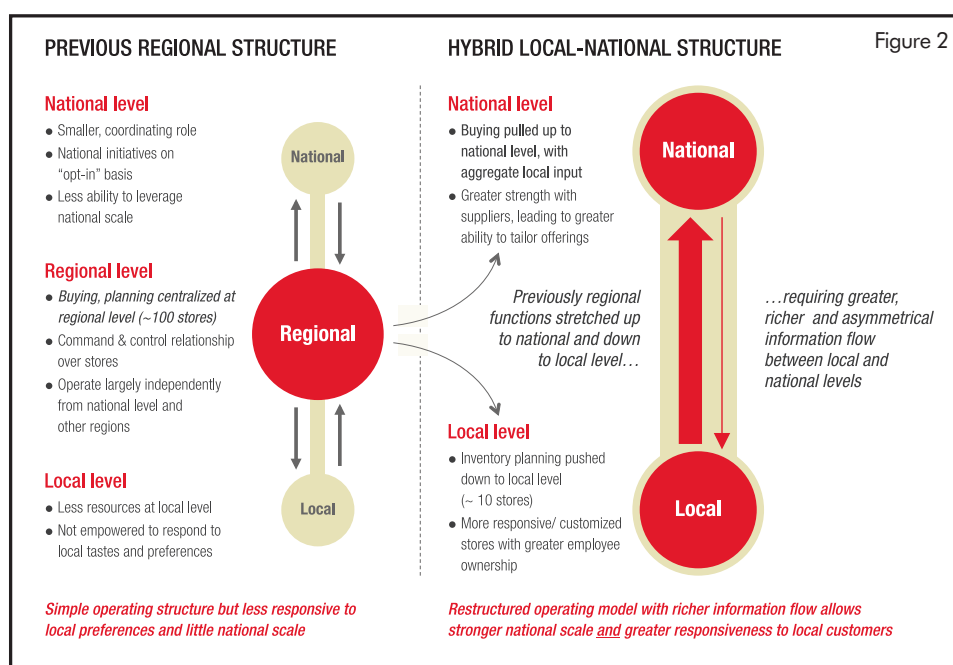 Figure 2
PREVIOUS REGIONAL STRUCTURE
National level
● Smaller, coordinating role
● National initiatives on
“opt-in” basis
● Less ability to leverage
national scale
Regional level
● Buying, planning centralized at
regional level (~100 stores)
● Command & control relationship
over stores
● Operate largely independently
from national level and
other regions
Local level
● Less resources at local level
● Not empowered to respond to
local tastes and preferences
National
Regional
Local
Simple operating structure but less responsive to
local preferences and little national scale
HYBRID LOCAL-NATIONAL STRUCTURE
National level
● Buying pulled up to
national level, with
aggregate local input
● Greater strength with
suppliers, leading to greater
ability to tailor offerings
Previously regional
functions stretched up
to national and down
to local level…
Local level
● Inventory planning pushed
down to local level
(~ 10 stores)
● More responsive/ customized
stores with greater employee
ownership
National
Local
…requiring greater,
richer and asymmetrical
information flow
between local and
national levels
Restructured operating model with richer information flow allows
stronger national scale and greater responsiveness to local customers